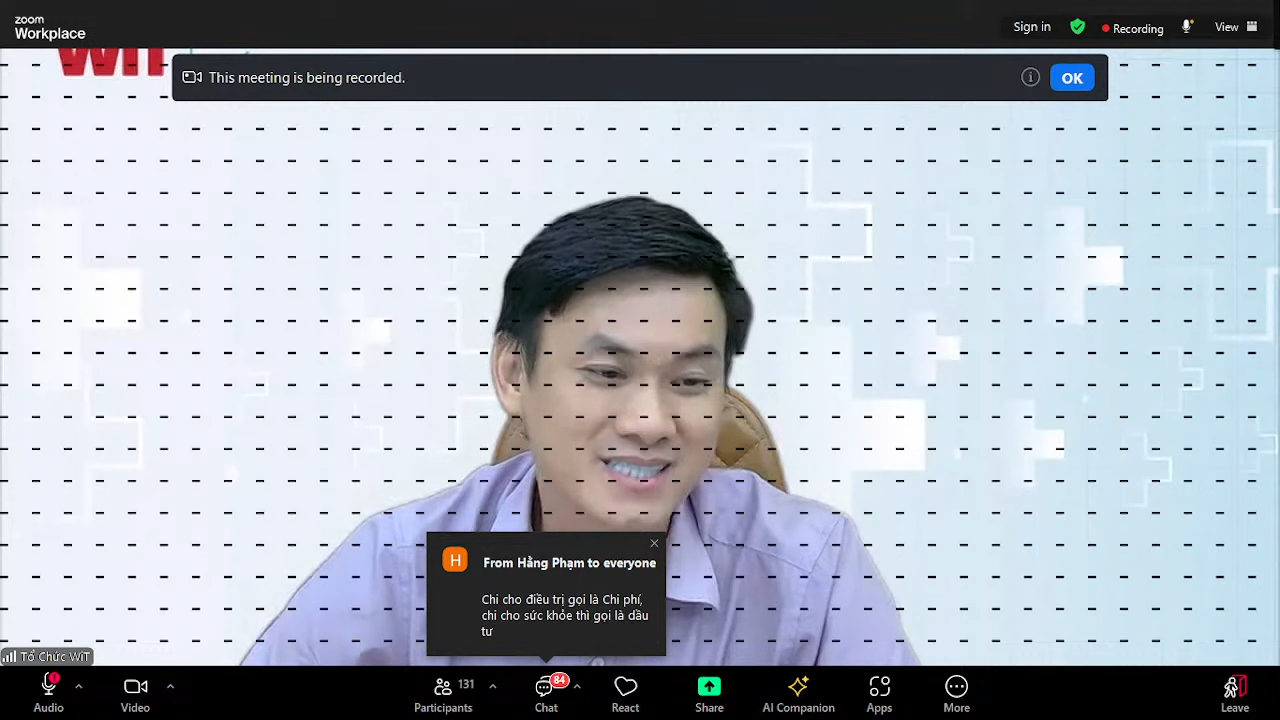 zoom
Workplace
Sign in
Recording
View
WiT
This meeting is being recorded.
OK
H
From Hằng Phạm to everyone
Chi cho điều trị gọi là Chi phí,
chi cho sức khỏe thì gọi là đầu
tư
Tổ Chức WiT
Audio
Video
131
Participants
84
Chat
React
Share
AI Companion
Apps
More
Leave